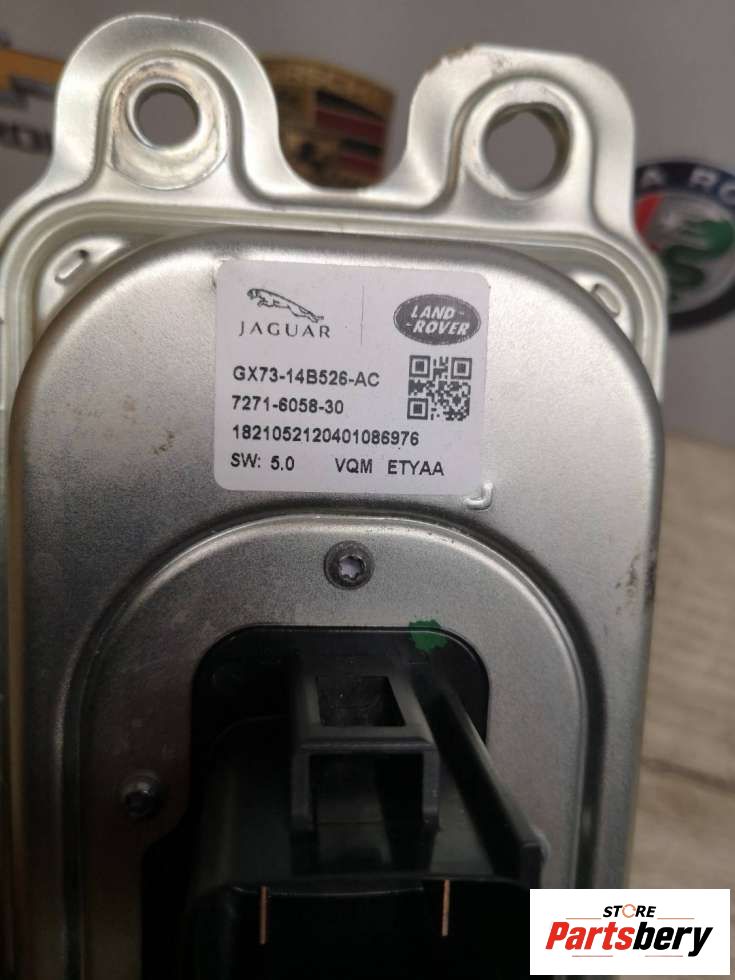 JAGUAR
LAND-
-ROVER
GX73-14B526-AC
7271-6058-30
1821052120401086976
SW: 5.0 VQM ETYAA
STORE
Partsbery